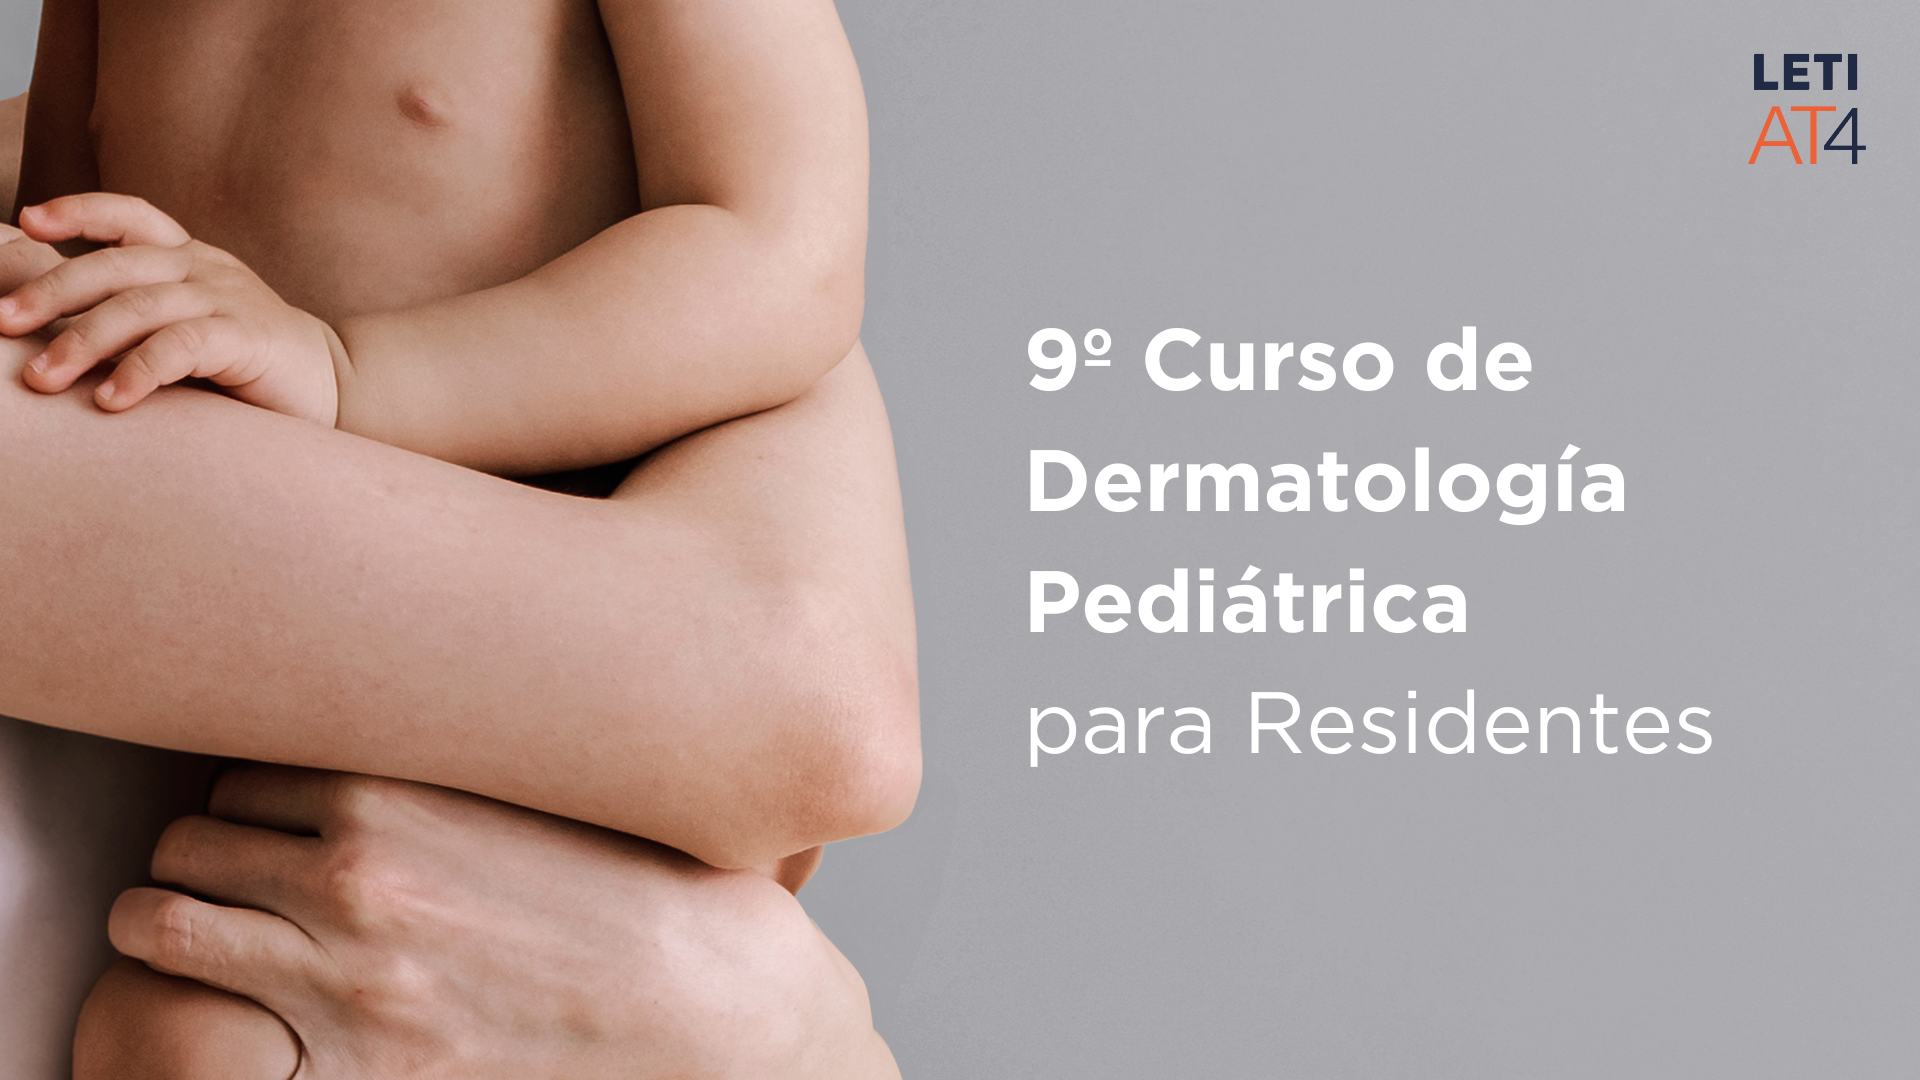 LETI
AT4
9º Curso de
Dermatología
Pediátrica
para Residentes